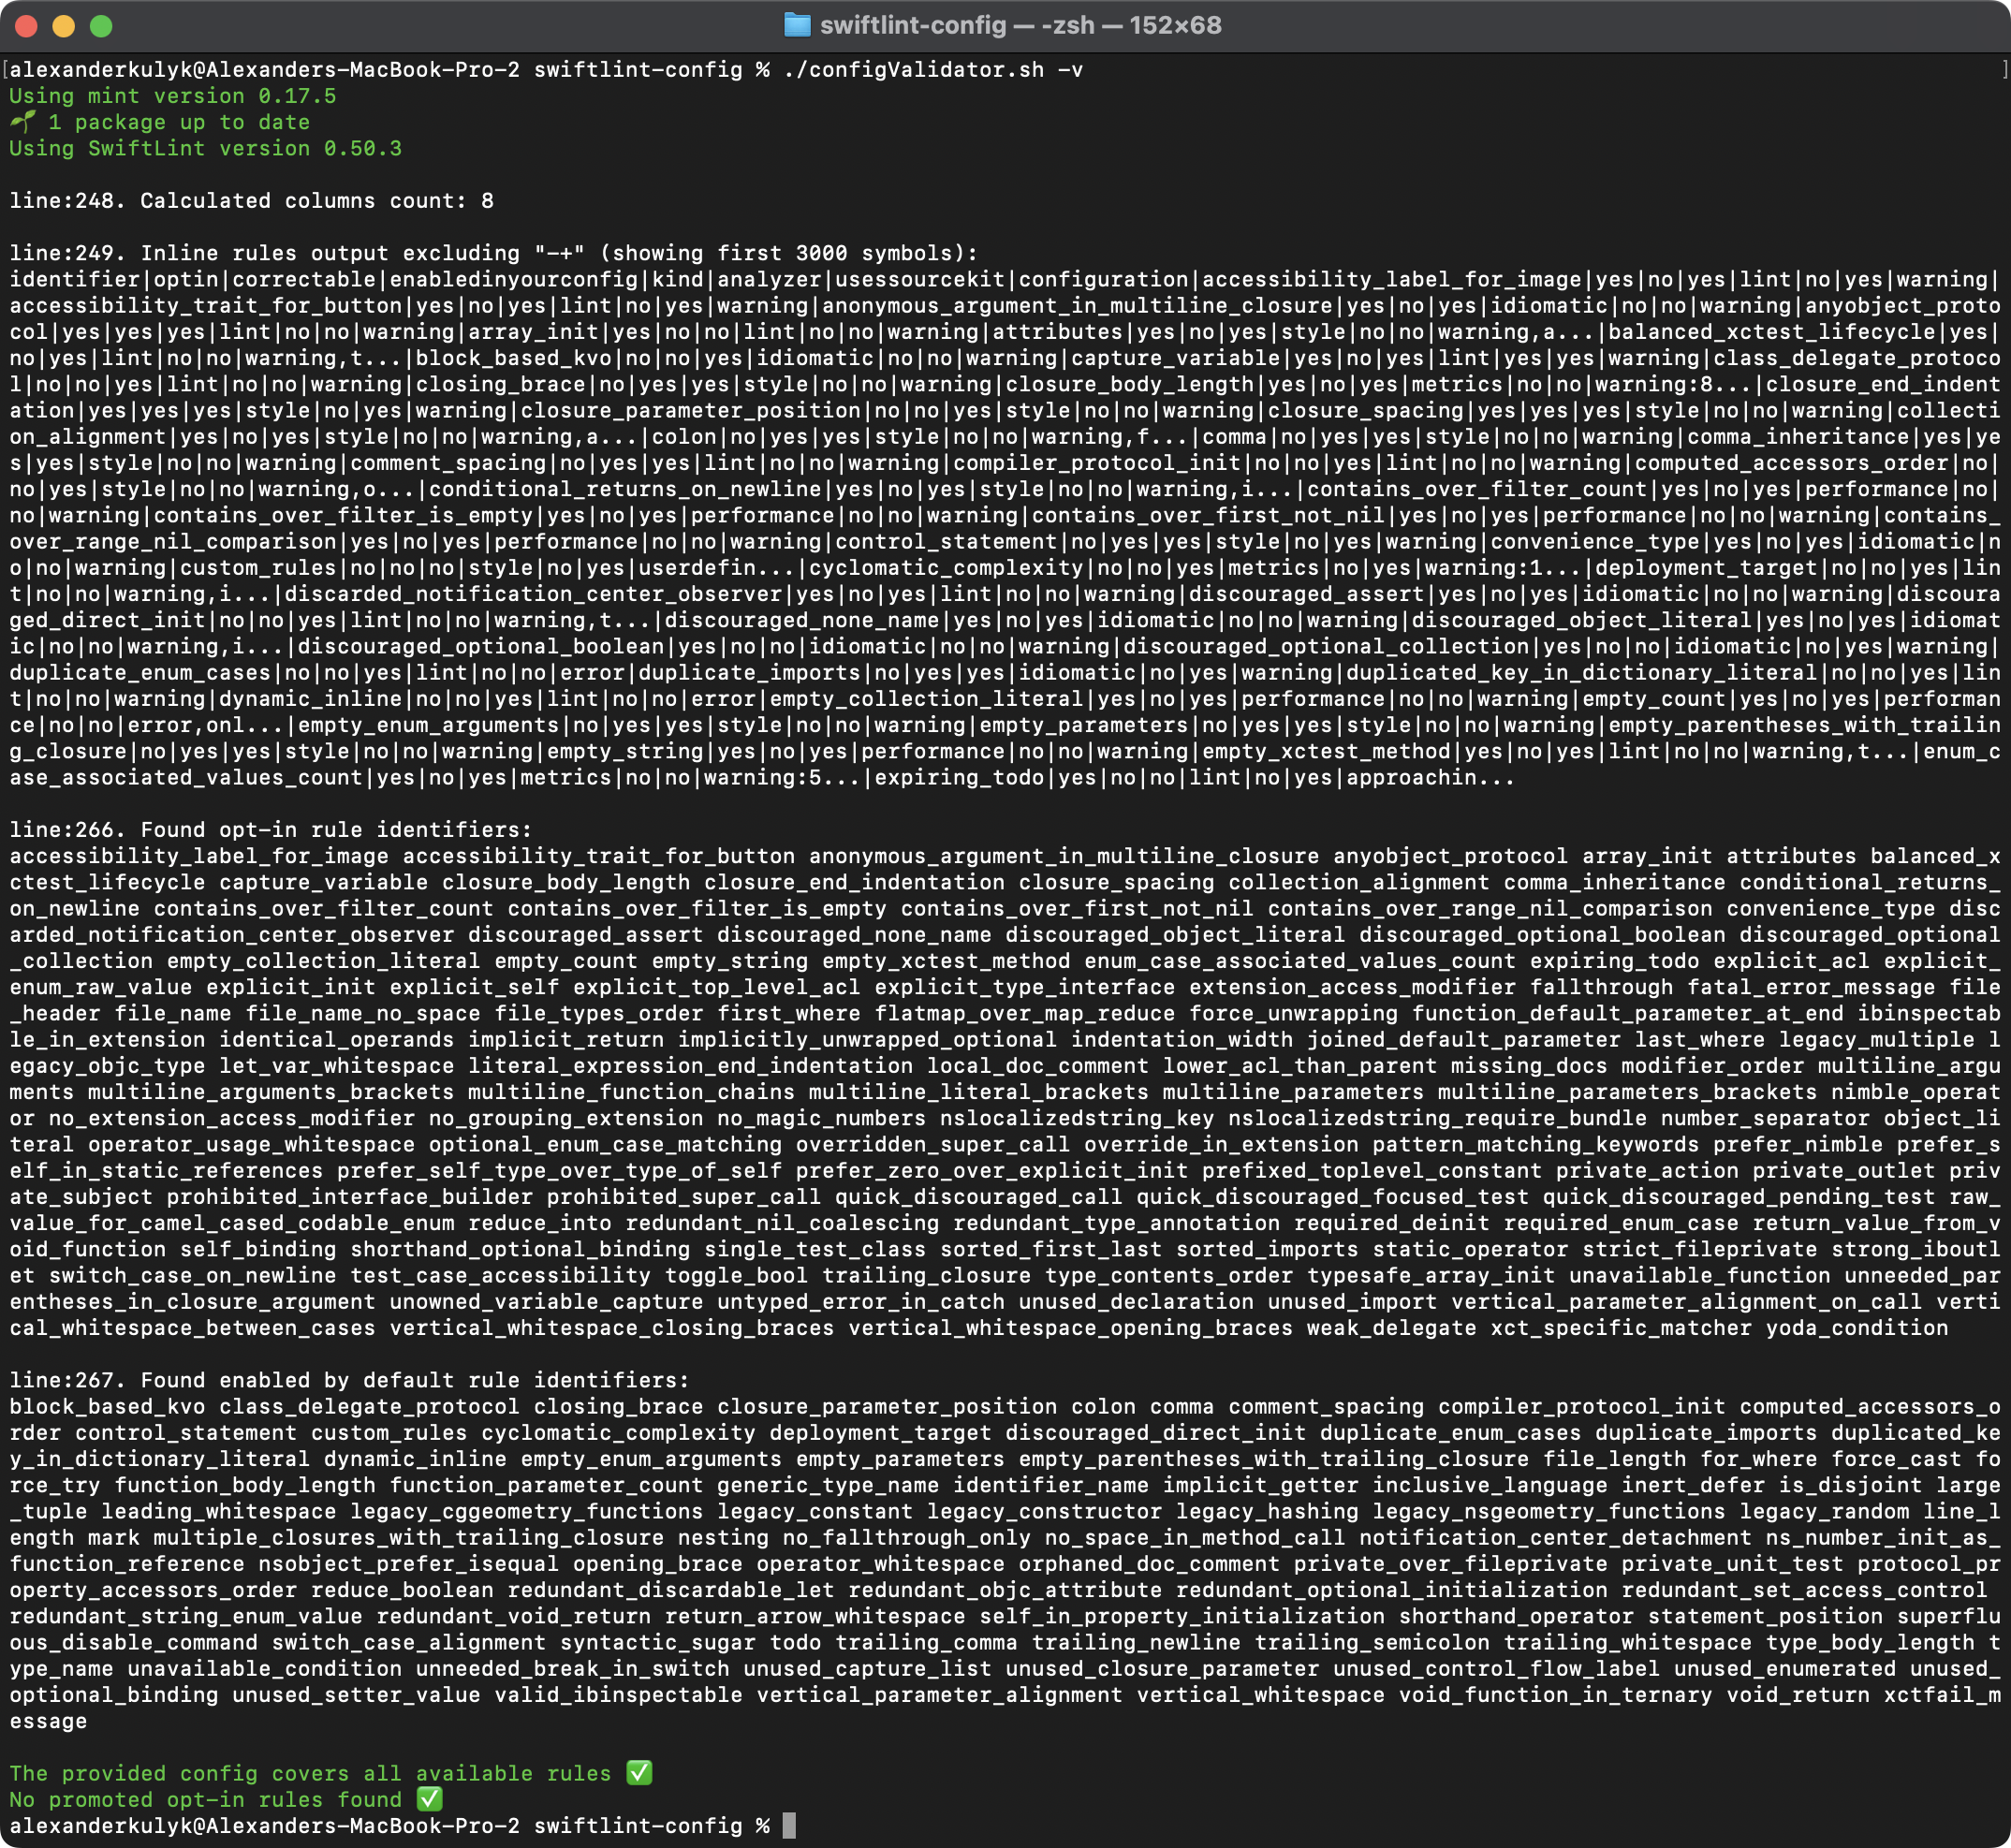 swiftlint-config — -zsh — 152×68
[alexanderkulyk@Alexanders-MacBook-Pro-2 swiftlint-config % ./configValidator.sh -v ]
Using mint version 0.17.5
🌱 1 package up to date
Using SwiftLint version 0.50.3
line:248. Calculated columns count: 8
line:249. Inline rules output excluding "-+" (showing first 3000 symbols):
identifier|optin|correctable|enabledinyourconfig|kind|analyzer|usessourcekit|configuration|accessibility_label_for_image|yes|no|yes|lint|no|yes|warning|
accessibility_trait_for_button|yes|no|yes|lint|no|yes|warning|anonymous_argument_in_multiline_closure|yes|no|yes|idiomatic|no|no|warning|anyobject_proto
col|yes|yes|yes|lint|no|no|warning|array_init|yes|no|no|lint|no|no|warning|attributes|yes|no|yes|style|no|no|warning,a...|balanced_xctest_lifecycle|yes|
no|yes|lint|no|no|warning,t...|block_based_kvo|no|no|yes|idiomatic|no|no|warning|capture_variable|yes|no|yes|lint|yes|yes|warning|class_delegate_protoco
l|no|no|yes|lint|no|no|warning|closing_brace|no|yes|yes|style|no|no|warning|closure_body_length|yes|no|yes|metrics|no|no|warning:8...|closure_end_indent
ation|yes|yes|yes|style|no|yes|warning|closure_parameter_position|no|no|yes|style|no|no|warning|closure_spacing|yes|yes|yes|style|no|no|warning|collecti
on_alignment|yes|no|yes|style|no|no|warning,a...|colon|no|yes|yes|style|no|no|warning,f...|comma|no|yes|yes|style|no|no|warning|comma_inheritance|yes|ye
s|yes|style|no|no|warning|comment_spacing|no|yes|yes|lint|no|no|warning|compiler_protocol_init|no|no|yes|lint|no|no|warning|computed_accessors_order|no|
no|yes|style|no|no|warning,o...|conditional_returns_on_newline|yes|no|yes|style|no|no|warning,i...|contains_over_filter_count|yes|no|yes|performance|no|
no|warning|contains_over_filter_is_empty|yes|no|yes|performance|no|no|warning|contains_over_first_not_nil|yes|no|yes|performance|no|no|warning|contains_
over_range_nil_comparison|yes|no|yes|performance|no|no|warning|control_statement|no|yes|yes|style|no|yes|warning|convenience_type|yes|no|yes|idiomatic|n
o|no|warning|custom_rules|no|no|no|style|no|yes|userdefin...|cyclomatic_complexity|no|no|yes|metrics|no|yes|warning:1...|deployment_target|no|no|yes|lin
t|no|no|warning,i...|discarded_notification_center_observer|yes|no|yes|lint|no|no|warning|discouraged_assert|yes|no|yes|idiomatic|no|no|warning|discoura
ged_direct_init|no|no|yes|lint|no|no|warning,t...|discouraged_none_name|yes|no|yes|idiomatic|no|no|warning|discouraged_object_literal|yes|no|yes|idiomat
ic|no|no|warning,i...|discouraged_optional_boolean|yes|no|no|idiomatic|no|no|warning|discouraged_optional_collection|yes|no|no|idiomatic|no|yes|warning|
duplicate_enum_cases|no|no|yes|lint|no|no|error|duplicate_imports|no|yes|yes|idiomatic|no|yes|warning|duplicated_key_in_dictionary_literal|no|no|yes|lin
t|no|no|warning|dynamic_inline|no|no|yes|lint|no|no|error|empty_collection_literal|yes|no|yes|performance|no|no|warning|empty_count|yes|no|yes|performan
ce|no|no|error,onl...|empty_enum_arguments|no|yes|yes|style|no|no|warning|empty_parameters|no|yes|yes|style|no|no|warning|empty_parentheses_with_trailin
g_closure|no|yes|yes|style|no|no|warning|empty_string|yes|no|yes|performance|no|no|warning|empty_xctest_method|yes|no|yes|lint|no|no|warning,t...|enum_c
ase_associated_values_count|yes|no|yes|metrics|no|no|warning:5...|expiring_todo|yes|no|no|lint|no|yes|approachin...
line:266. Found opt-in rule identifiers:
accessibility_label_for_image accessibility_trait_for_button anonymous_argument_in_multiline_closure anyobject_protocol array_init attributes balanced_x
ctest_lifecycle capture_variable closure_body_length closure_end_indentation closure_spacing collection_alignment comma_inheritance conditional_returns_
on_newline contains_over_filter_count contains_over_filter_is_empty contains_over_first_not_nil contains_over_range_nil_comparison convenience_type disc
arded_notification_center_observer discouraged_assert discouraged_none_name discouraged_object_literal discouraged_optional_boolean discouraged_optional
_collection empty_collection_literal empty_count empty_string empty_xctest_method enum_case_associated_values_count expiring_todo explicit_acl explicit_
enum_raw_value explicit_init explicit_self explicit_top_level_acl explicit_type_interface extension_access_modifier fallthrough fatal_error_message file
_header file_name file_name_no_space file_types_order first_where flatmap_over_map_reduce force_unwrapping function_default_parameter_at_end ibinspectab
le_in_extension identical_operands implicit_return implicitly_unwrapped_optional indentation_width joined_default_parameter last_where legacy_multiple l
egacy_objc_type let_var_whitespace literal_expression_end_indentation local_doc_comment lower_acl_than_parent missing_docs modifier_order multiline_argu
ments multiline_arguments_brackets multiline_function_chains multiline_literal_brackets multiline_parameters multiline_parameters_brackets nimble_operat
or no_extension_access_modifier no_grouping_extension no_magic_numbers nslocalizedstring_key nslocalizedstring_require_bundle number_separator object_li
teral operator_usage_whitespace optional_enum_case_matching overridden_super_call override_in_extension pattern_matching_keywords prefer_nimble prefer_s
elf_in_static_references prefer_self_type_over_type_of_self prefer_zero_over_explicit_init prefixed_toplevel_constant private_action private_outlet priv
ate_subject prohibited_interface_builder prohibited_super_call quick_discouraged_call quick_discouraged_focused_test quick_discouraged_pending_test raw_
value_for_camel_cased_codable_enum reduce_into redundant_nil_coalescing redundant_type_annotation required_deinit required_enum_case return_value_from_v
oid_function self_binding shorthand_optional_binding single_test_class sorted_first_last sorted_imports static_operator strict_fileprivate strong_iboutl
et switch_case_on_newline test_case_accessibility toggle_bool trailing_closure type_contents_order typesafe_array_init unavailable_function unneeded_par
entheses_in_closure_argument unowned_variable_capture untyped_error_in_catch unused_declaration unused_import vertical_parameter_alignment_on_call verti
cal_whitespace_between_cases vertical_whitespace_closing_braces vertical_whitespace_opening_braces weak_delegate xct_specific_matcher yoda_condition
line:267. Found enabled by default rule identifiers:
block_based_kvo class_delegate_protocol closing_brace closure_parameter_position colon comma comment_spacing compiler_protocol_init computed_accessors_o
rder control_statement custom_rules cyclomatic_complexity deployment_target discouraged_direct_init duplicate_enum_cases duplicate_imports duplicated_ke
y_in_dictionary_literal dynamic_inline empty_enum_arguments empty_parameters empty_parentheses_with_trailing_closure file_length for_where force_cast fo
rce_try function_body_length function_parameter_count generic_type_name identifier_name implicit_getter inclusive_language inert_defer is_disjoint large
_tuple leading_whitespace legacy_cggeometry_functions legacy_constant legacy_constructor legacy_hashing legacy_nsgeometry_functions legacy_random line_l
ength mark multiple_closures_with_trailing_closure nesting no_fallthrough_only no_space_in_method_call notification_center_detachment ns_number_init_as_
function_reference nsobject_prefer_isequal opening_brace operator_whitespace orphaned_doc_comment private_over_fileprivate private_unit_test protocol_pr
operty_accessors_order reduce_boolean redundant_discardable_let redundant_objc_attribute redundant_optional_initialization redundant_set_access_control
redundant_string_enum_value redundant_void_return return_arrow_whitespace self_in_property_initialization shorthand_operator statement_position superflu
ous_disable_command switch_case_alignment syntactic_sugar todo trailing_comma trailing_newline trailing_semicolon trailing_whitespace type_body_length t
ype_name unavailable_condition unneeded_break_in_switch unused_capture_list unused_closure_parameter unused_control_flow_label unused_enumerated unused_
optional_binding unused_setter_value valid_ibinspectable vertical_parameter_alignment vertical_whitespace void_function_in_ternary void_return xctfail_m
essage
The provided config covers all available rules ✅
No promoted opt-in rules found ✅
alexanderkulyk@Alexanders-MacBook-Pro-2 swiftlint-config %